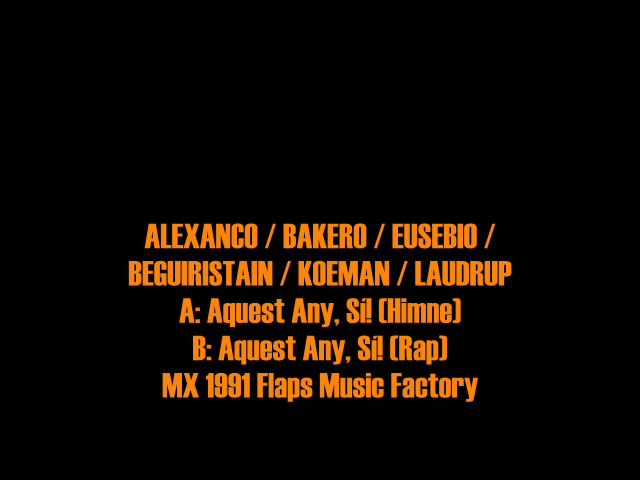 ALEXANCO / BAKERO / EUSEBIO /
BEGUIRISTAIN / KOEMAN / LAUDRUP
A: Aquest Any, Sí! (Himne)
B: Aquest Any, Sí! (Rap)
MX 1991 Flaps Music Factory